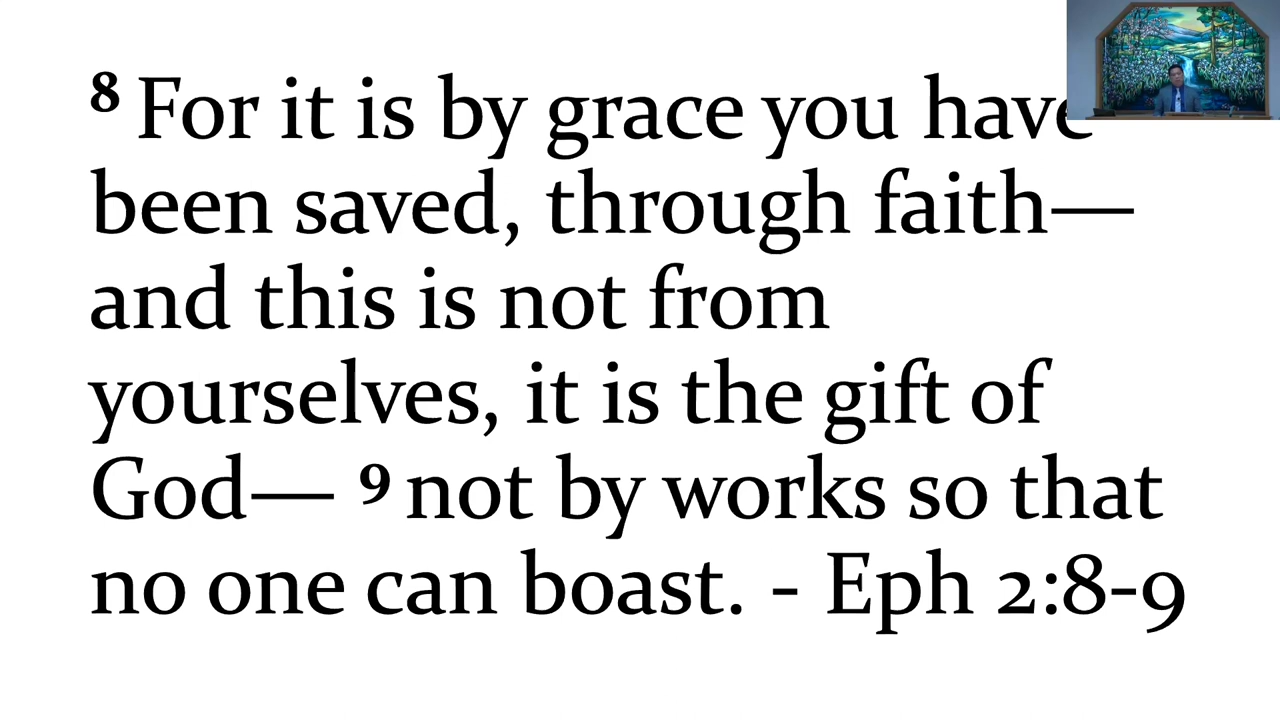 ⁸ For it is by grace you have
been saved, through faith—
and this is not from
yourselves, it is the gift of
God— ⁹ not by works so that
no one can boast. - Eph 2:8-9